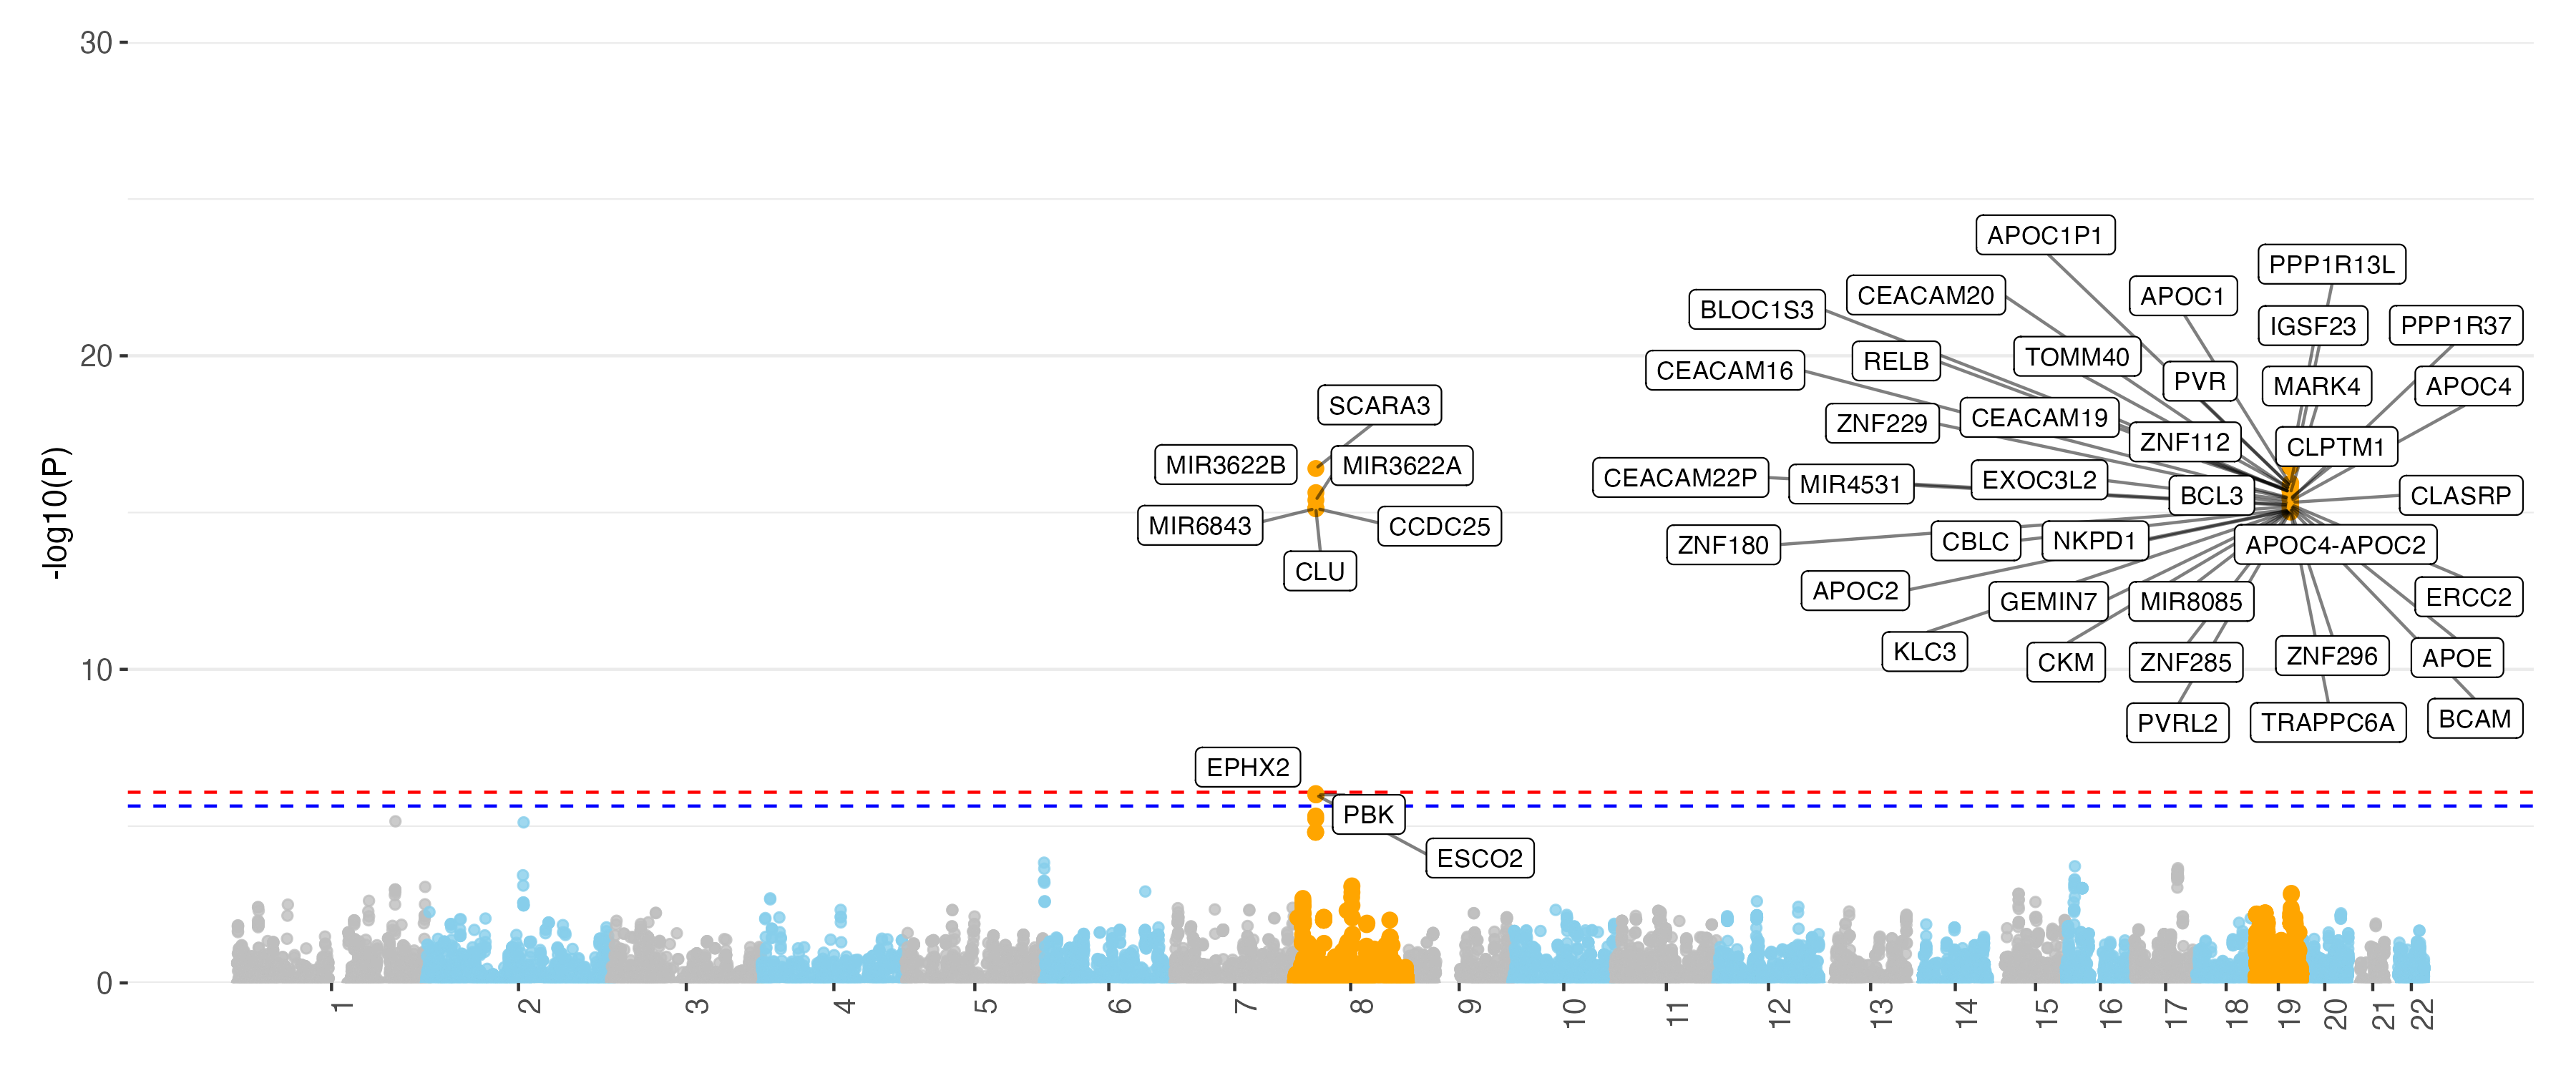 30
20
10
0
-log10(P)
APOC1P1
PPP1R13L
CEACAM20
APOC1
BLOC1S3
IGSF23
PPP1R37
TOMM40
RELB
CEACAM16
PVR
MARK4
APOC4
SCARA3
CEACAM19
ZNF229
ZNF112
CLPTM1
MIR3622B
MIR3622A
CEACAM22P
MIR4531
EXOC3L2
BCL3
CLASRP
MIR6843
CCDC25
ZNF180
CBLC
NKPD1
APOC4-APOC2
CLU
APOC2
GEMIN7
MIR8085
ERCC2
KLC3
CKM
ZNF285
ZNF296
APOE
PVRL2
TRAPPC6A
BCAM
EPHX2
PBK
ESCO2
1
2
3
4
5
6
7
8
9
10
11
12
13
14
15
16
17
18
19
20
21
22